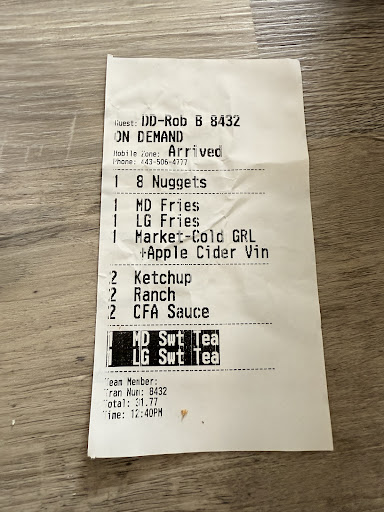 Guest: DD-Rob B 8432
ON DEMAND
Mobile Zone: Arrived
Phone: 443-506-4777
1 8 Nuggets
1 MD Fries
1 LG Fries
1 Market-Cold GRL
+Apple Cider Vin
2 Ketchup
2 Ranch
2 CFA Sauce
1 MD Swt Tea
1 LG Swt Tea
Team Member:
Tran Num: 8432
Total: 31.77
Time: 12:40PM